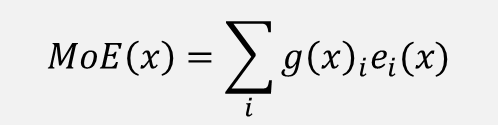 MoE(x) = ∑_i g(x)_i e_i(x)